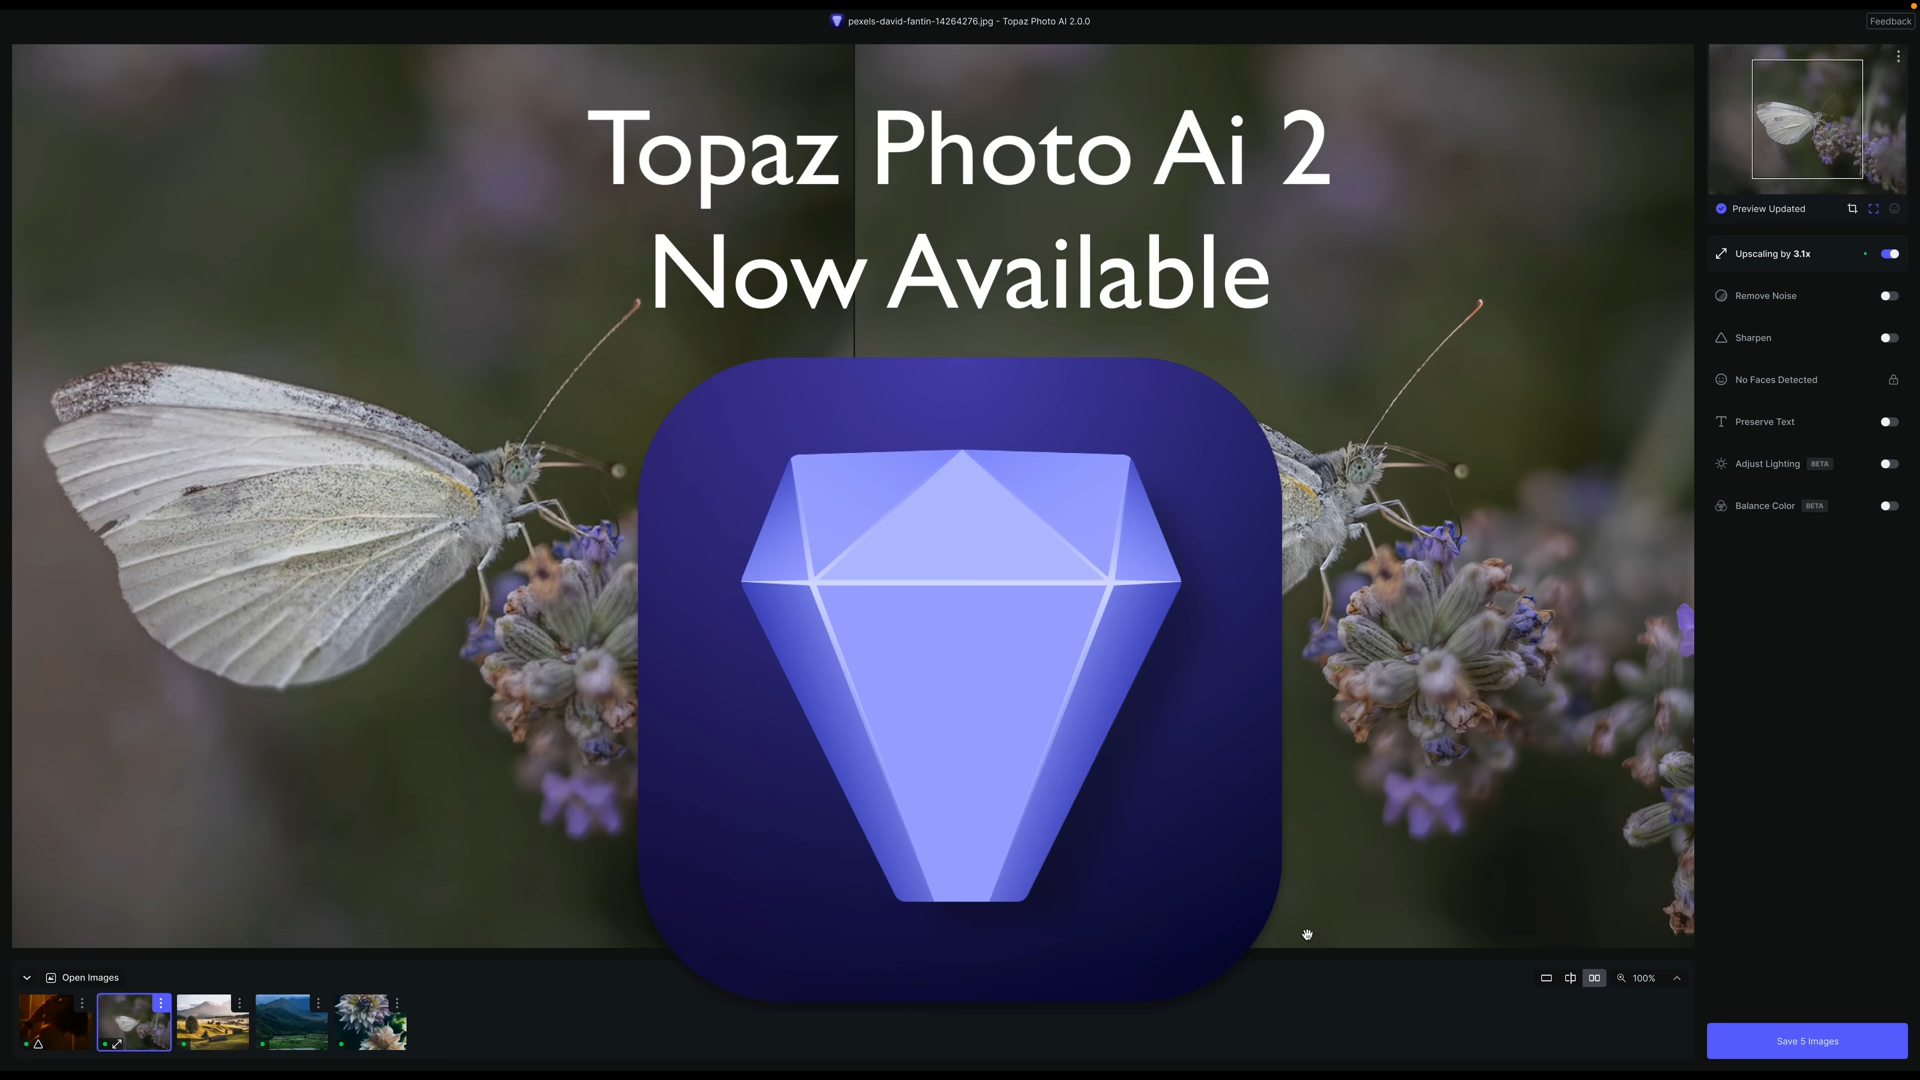 pexels-david-fantin-14264276.jpg - Topaz Photo AI 2.0.0
Feedback
Topaz Photo Ai 2
Now Available
Preview Updated
Upscaling by 3.1x
Remove Noise
Sharpen
No Faces Detected
Preserve Text
Adjust Lighting BETA
Balance Color BETA
Open Images
100%
Save 5 Images